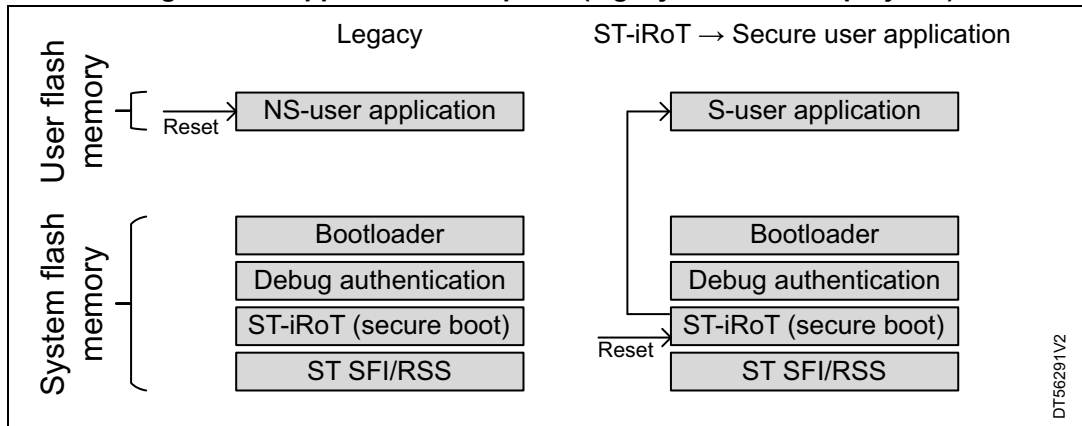 Legacy
ST-iRoT → Secure user application
User flash
memory
Reset
NS-user application
S-user application
System flash
memory
Bootloader
Bootloader
Debug authentication
Debug authentication
ST-iRoT (secure boot)
Reset
ST-iRoT (secure boot)
ST SFI/RSS
ST SFI/RSS
DT56291V2